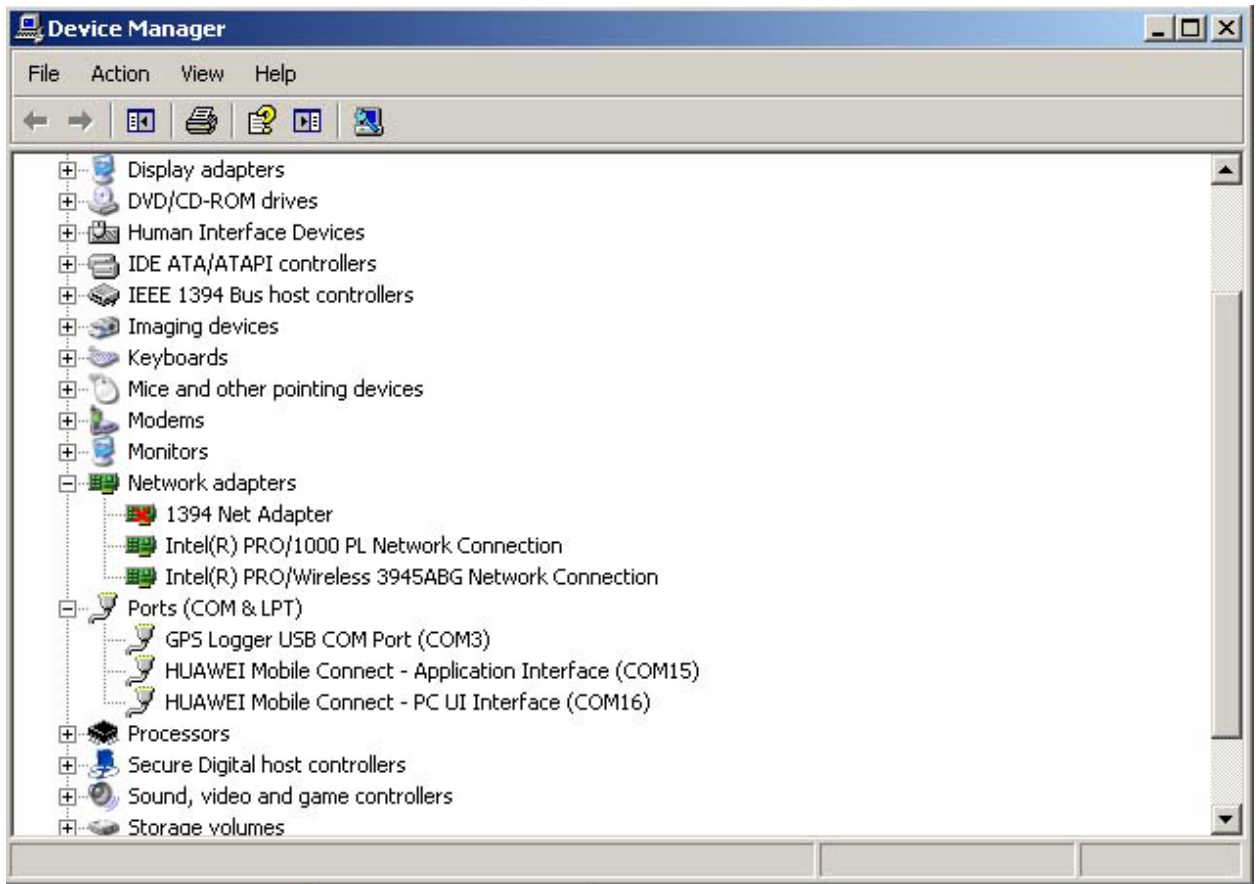 Device Manager
File Action View Help
Display adapters
DVD/CD-ROM drives
Human Interface Devices
IDE ATA/ATAPI controllers
IEEE 1394 Bus host controllers
Imaging devices
Keyboards
Mice and other pointing devices
Modems
Monitors
Network adapters
1394 Net Adapter
Intel(R) PRO/1000 PL Network Connection
Intel(R) PRO/Wireless 3945ABG Network Connection
Ports (COM & LPT)
GPS Logger USB COM Port (COM3)
HUAWEI Mobile Connect - Application Interface (COM15)
HUAWEI Mobile Connect - PC UI Interface (COM16)
Processors
Secure Digital host controllers
Sound, video and game controllers
Storage volumes